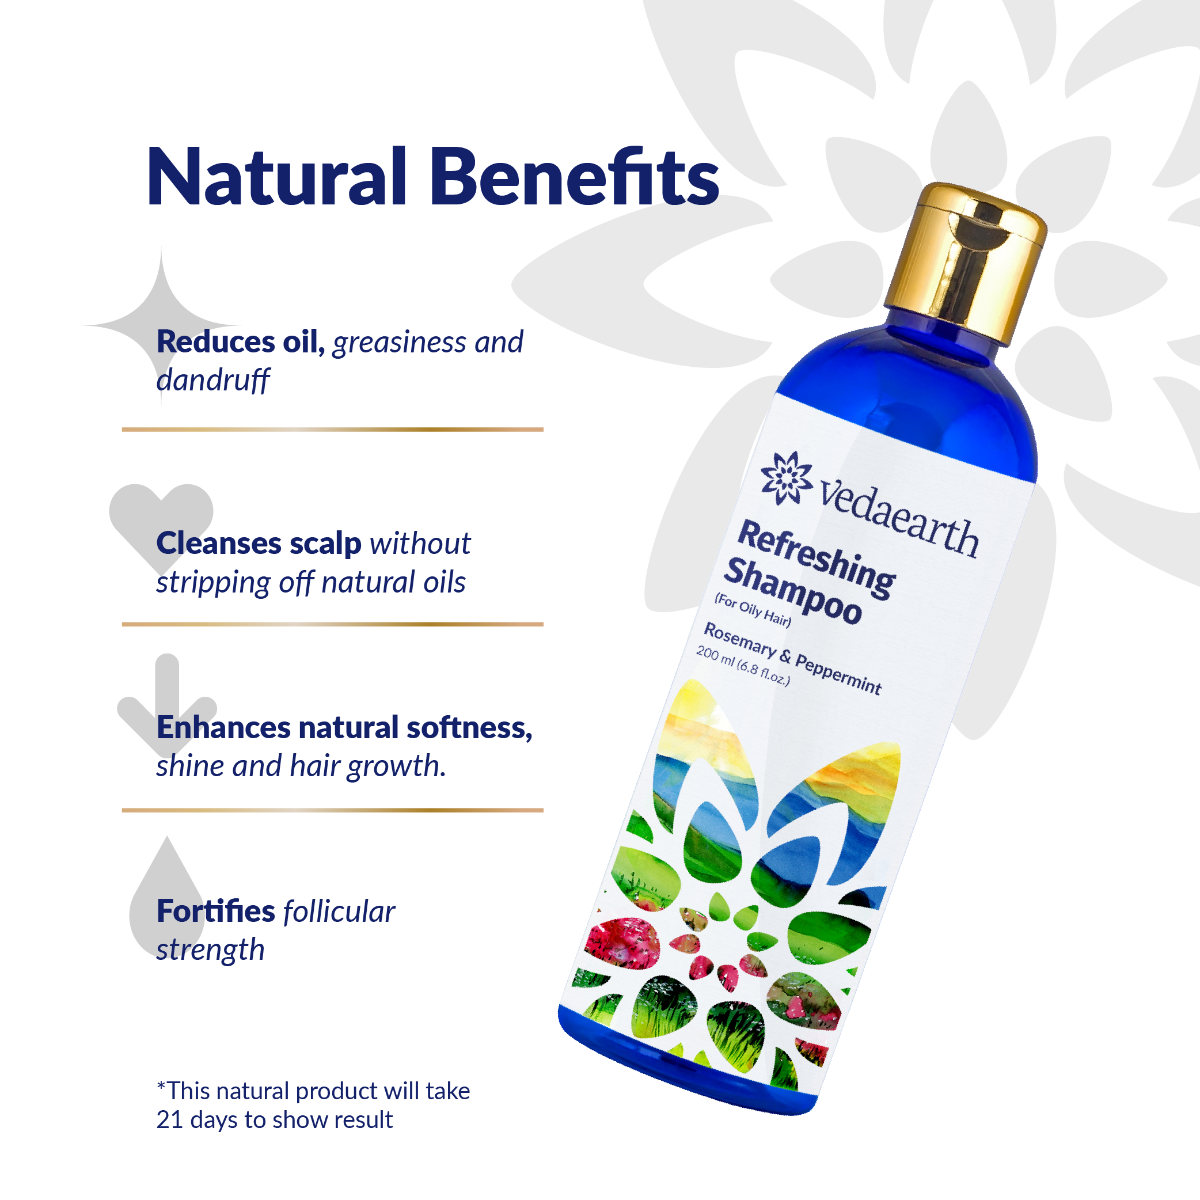 Natural Benefits
Reduces oil, greasiness and
dandruff
Cleanses scalp without
stripping off natural oils
Enhances natural softness,
shine and hair growth.
Fortifies follicular
strength
*This natural product will take
21 days to show result
vedaearth
Refreshing
Shampoo
(For Oily Hair)
Rosemary & Peppermint
200 ml (6.8 fl.oz.)